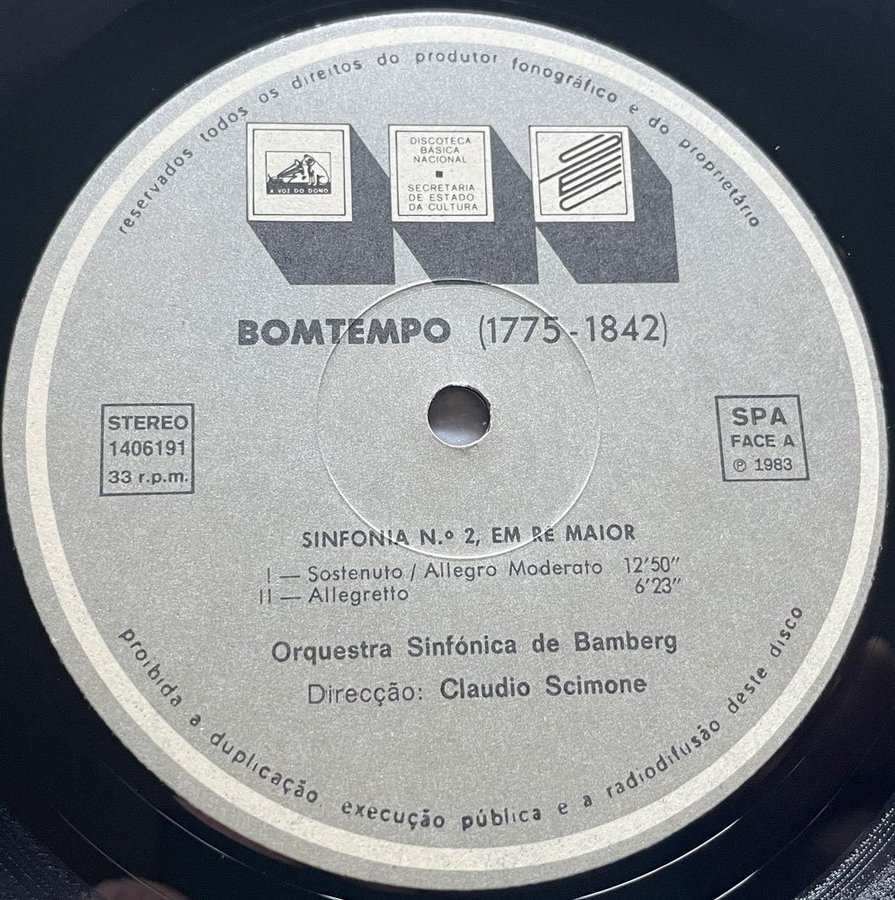 reservados todos os direitos do produtor fonográfico e do proprietário
A VOZ DO DONO
DISCOTECA
BÁSICA
NACIONAL
SECRETARIA
DE ESTADO
DA CULTURA
BOMTEMPO (1775-1842)
STEREO
1406191
33 r.p.m.
SPA
FACE A
℗ 1983
SINFONIA N.º 2, EM RÉ MAIOR
I — Sostenuto / Allegro Moderato 12'50"
II — Allegretto 6'23"
Orquestra Sinfónica de Bamberg
Direcção: Claudio Scimone
proibida a duplicação execução pública e a radiodifusão deste disco